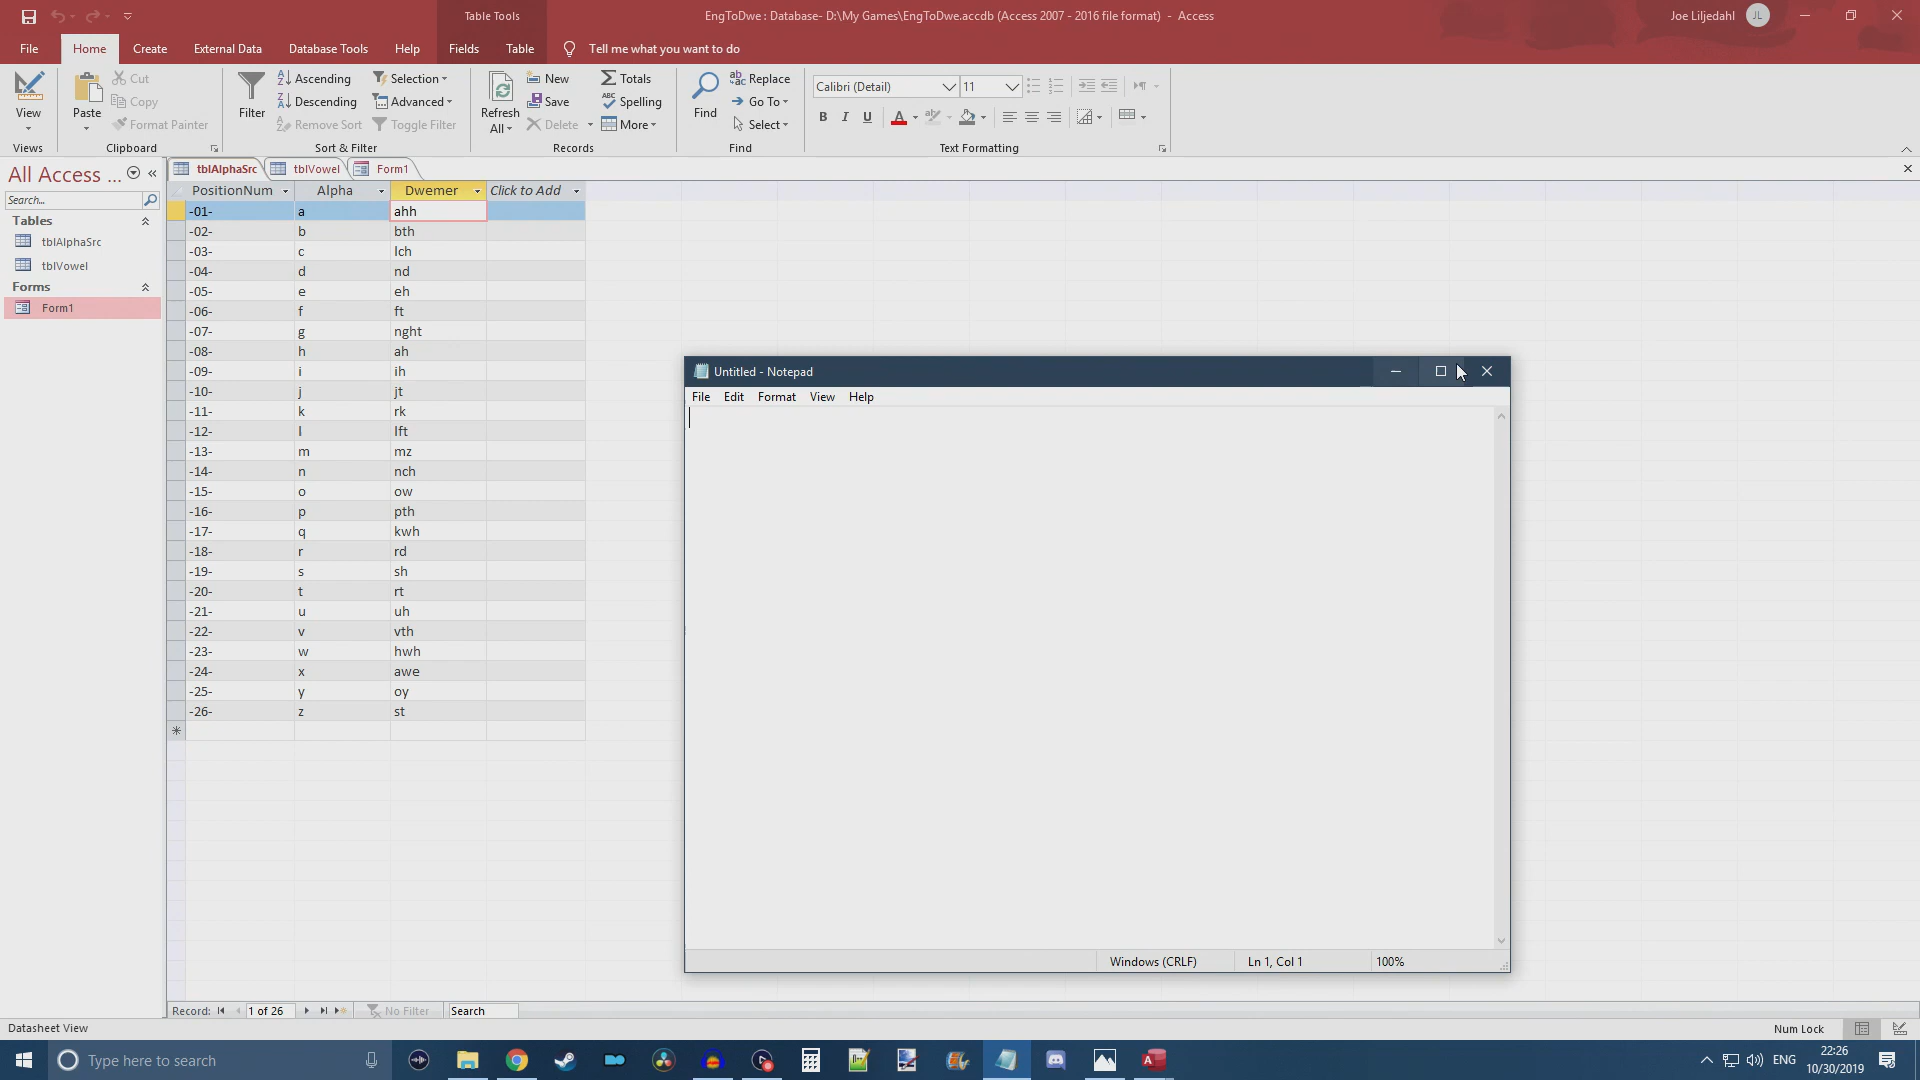 Table Tools
EngToDwe : Database- D:\My Games\EngToDwe.accdb (Access 2007 - 2016 file format) - Access
Joe Liljedahl JL
File Home Create External Data Database Tools Help Fields Table Tell me what you want to do
View
Views
Paste
Cut
Copy
Format Painter
Clipboard
Filter
Ascending
Descending
Remove Sort
Selection
Advanced
Toggle Filter
Sort & Filter
Refresh
All
New
Save
Delete
Totals
Spelling
More
Records
Find
Replace
Go To
Select
Find
Calibri (Detail) 11
B I U A
Text Formatting
All Access ...
Search...
Tables
tblAlphaSrc
tblVowel
Forms
Form1
tblAlphaSrc tblVowel Form1
PositionNum Alpha Dwemer Click to Add
-01- a ahh
-02- b bth
-03- c lch
-04- d nd
-05- e eh
-06- f ft
-07- g nght
-08- h ah
-09- i ih
-10- j jt
-11- k rk
-12- l lft
-13- m mz
-14- n nch
-15- o ow
-16- p pth
-17- q kwh
-18- r rd
-19- s sh
-20- t rt
-21- u uh
-22- v vth
-23- w hwh
-24- x awe
-25- y oy
-26- z st
Untitled - Notepad
File Edit Format View Help
Windows (CRLF) Ln 1, Col 1 100%
Record: 1 of 26 No Filter Search
Datasheet View
Num Lock
Type here to search
ENG
22:26
10/30/2019